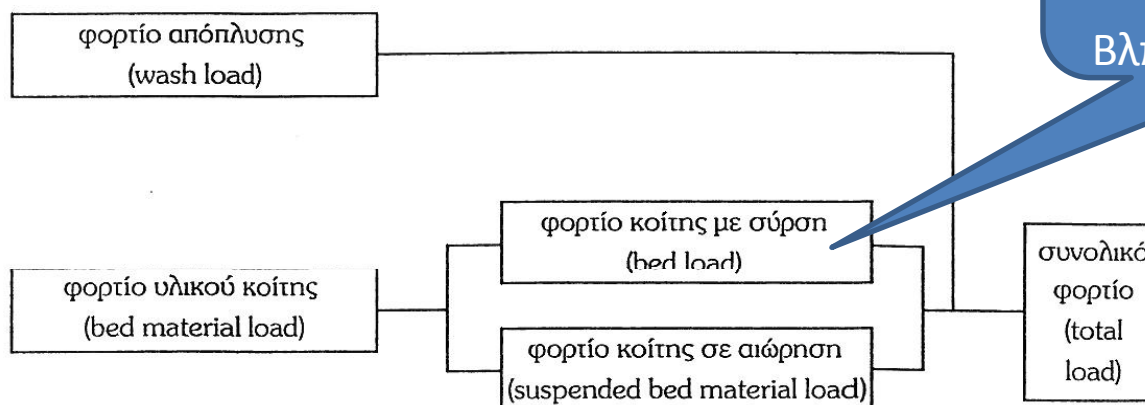 φορτίο απόπλυσης
(wash load)
φορτίο κοίτης με σύρση
(bed load)
φορτίο υλικού κοίτης
(bed material load)
φορτίο κοίτης σε αιώρηση
(suspended bed material load)
συνολικό
φορτίο
(total
load)